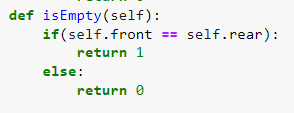 def isEmpty(self):
    if(self.front == self.rear):
        return 1
    else:
        return 0